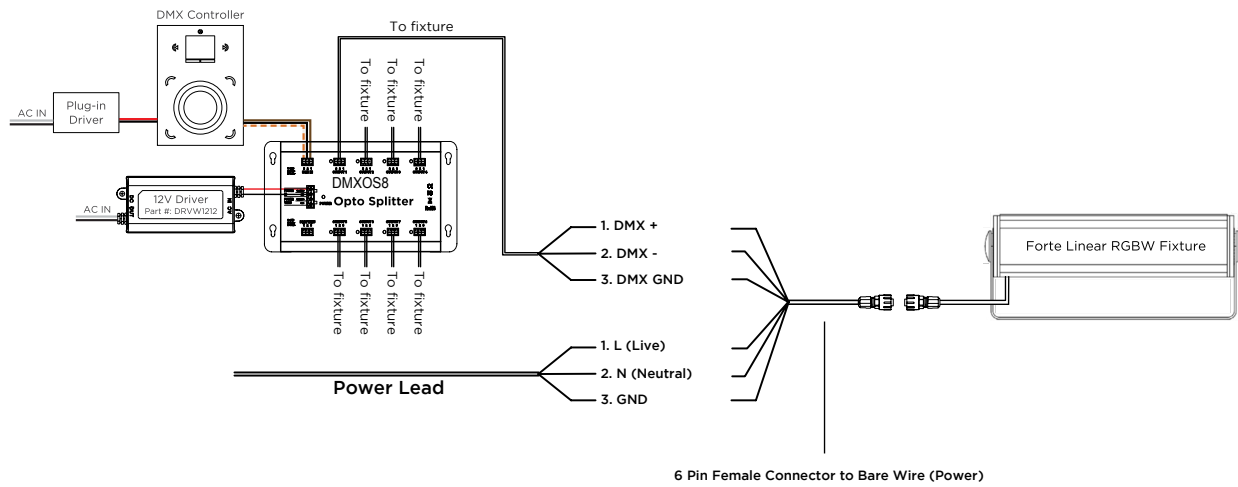 DMX Controller
To fixture
AC IN
Plug-in
Driver
To fixture
To fixture
To fixture
DMXOS8
Opto Splitter
POWER
12V Driver
Part #: DRVW1212
AC IN
To fixture
To fixture
To fixture
To fixture
1. DMX +
2. DMX -
3. DMX GND
Forte Linear RGBW Fixture
1. L (Live)
2. N (Neutral)
3. GND
Power Lead
6 Pin Female Connector to Bare Wire (Power)